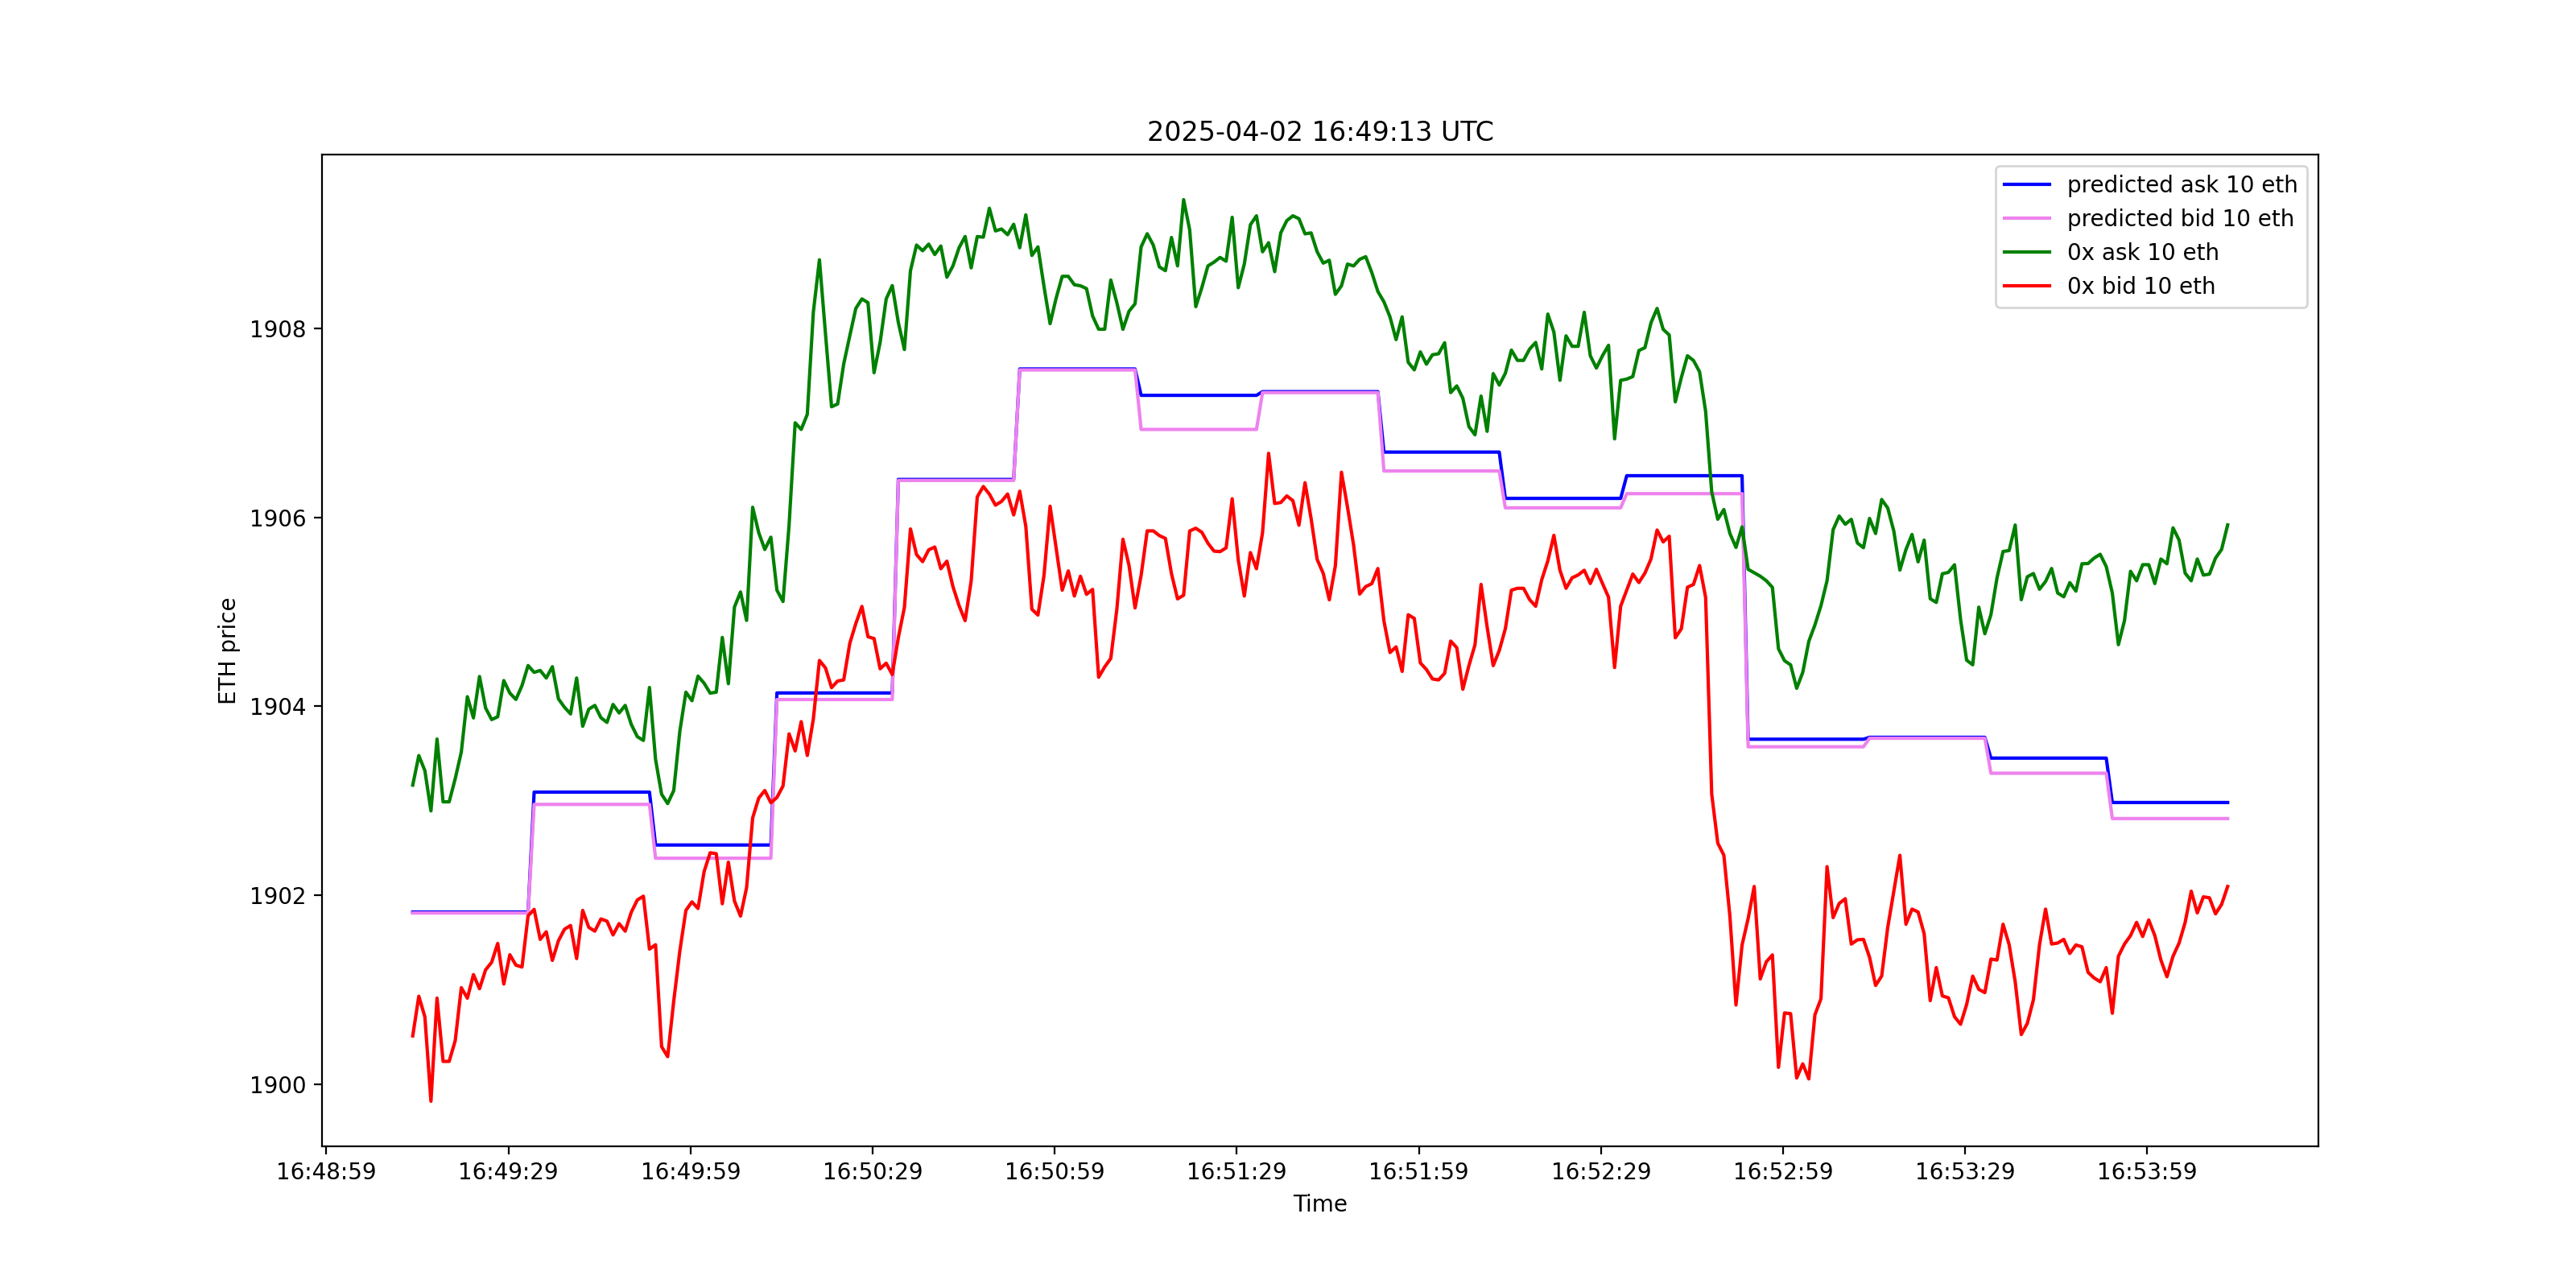 2025-04-02 16:49:13 UTC
predicted ask 10 eth
predicted bid 10 eth
0x ask 10 eth
0x bid 10 eth
ETH price
1908
1906
1904
1902
1900
16:48:59 16:49:29 16:49:59 16:50:29 16:50:59 16:51:29 16:51:59 16:52:29 16:52:59 16:53:29 16:53:59
Time